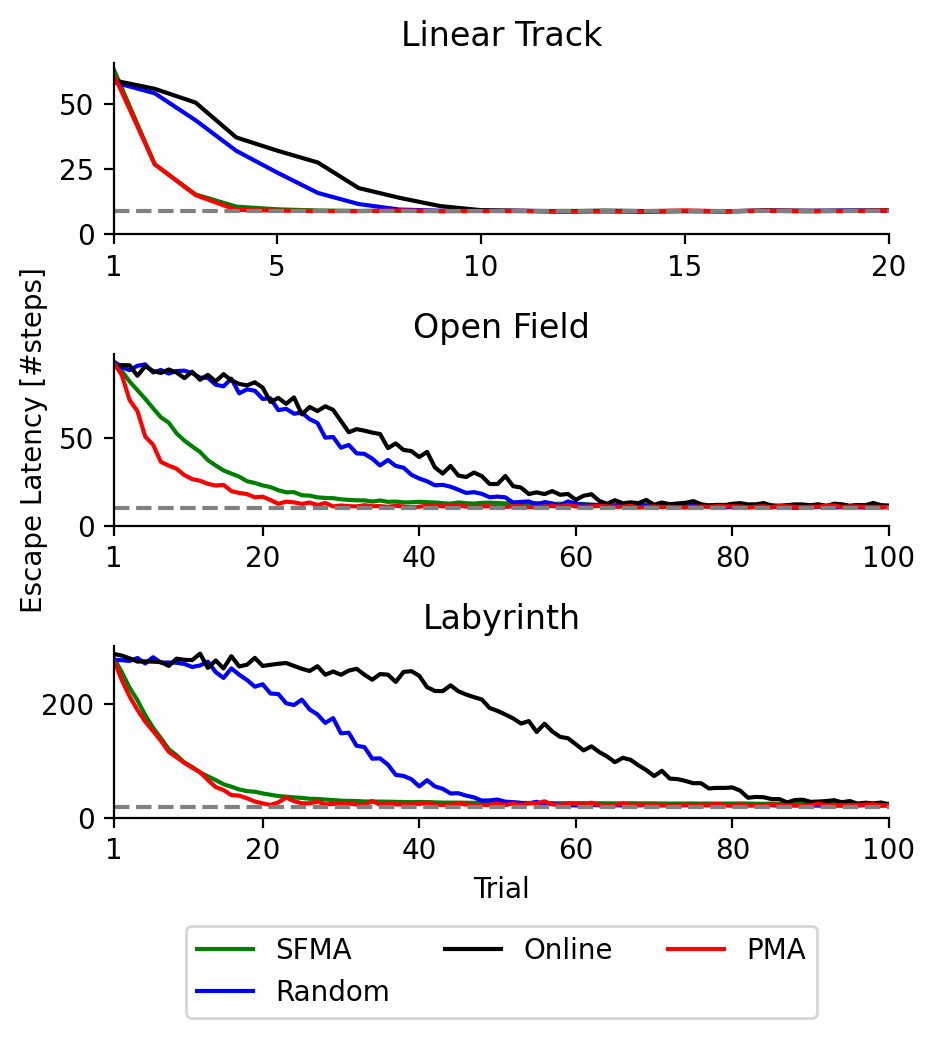 Linear Track
50
25
0
1 5 10 15 20
Escape Latency [#steps]
Open Field
50
0
1 20 40 60 80 100
Labyrinth
200
0
1 20 40 60 80 100
Trial
SFMA Online PMA
Random